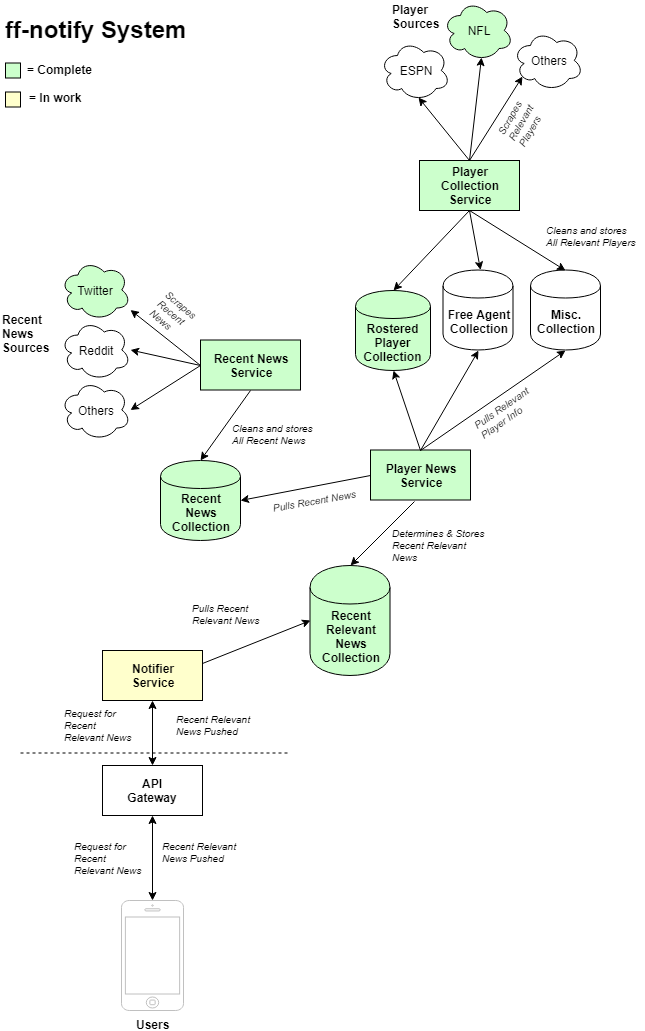 ff-notify System
= Complete
= In work
Player
Sources
NFL
ESPN
Others
Scrapes
Relevant
Players
Player
Collection
Service
Cleans and stores
All Relevant Players
Rostered
Player
Collection
Free Agent
Collection
Misc.
Collection
Recent
News
Sources
Twitter
Reddit
Others
Scrapes
Recent
News
Recent News
Service
Cleans and stores
All Recent News
Pulls Relevant
Player Info
Player News
Service
Recent
News
Collection
Pulls Recent News
Determines & Stores
Recent Relevant
News
Recent
Relevant
News
Collection
Pulls Recent
Relevant News
Notifier
Service
Request for
Recent
Relevant News
Recent Relevant
News Pushed
API
Gateway
Request for
Recent
Relevant News
Recent Relevant
News Pushed
Users